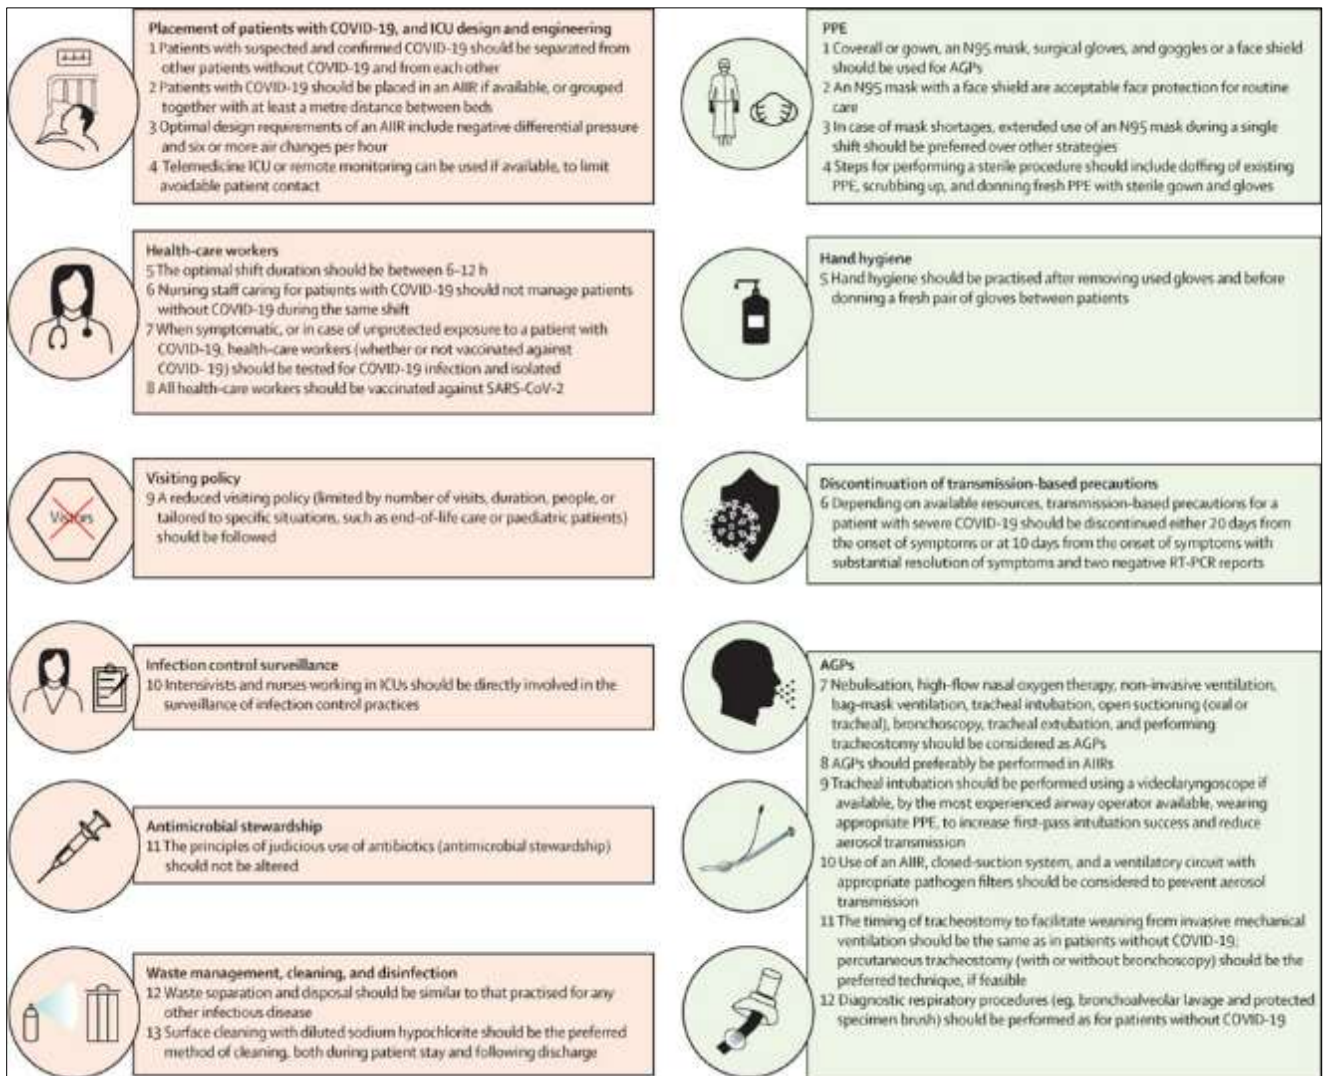 Placement of patients with COVID-19, and ICU design and engineering
1 Patients with suspected and confirmed COVID-19 should be separated from
other patients without COVID-19 and from each other
2 Patients with COVID-19 should be placed in an AIIR if available, or grouped
together with at least a metre distance between beds
3 Optimal design requirements of an AIIR include negative differential pressure
and six or more air changes per hour
4 Telemedicine ICU or remote monitoring can be used if available, to limit
avoidable patient contact
Health-care workers
5 The optimal shift duration should be between 6–12 h
6 Nursing staff caring for patients with COVID-19 should not manage patients
without COVID-19 during the same shift
7 When symptomatic, or in case of unprotected exposure to a patient with
COVID-19, health-care workers (whether or not vaccinated against
COVID- 19) should be tested for COVID-19 infection and isolated
8 All health-care workers should be vaccinated against SARS-CoV-2
Visitors
Visiting policy
9 A reduced visiting policy (limited by number of visits, duration, people, or
tailored to specific situations, such as end-of-life care or paediatric patients)
should be followed
Infection control surveillance
10 Intensivists and nurses working in ICUs should be directly involved in the
surveillance of infection control practices
Antimicrobial stewardship
11 The principles of judicious use of antibiotics (antimicrobial stewardship)
should not be altered
Waste management, cleaning, and disinfection
12 Waste separation and disposal should be similar to that practised for any
other infectious disease
13 Surface cleaning with diluted sodium hypochlorite should be the preferred
method of cleaning, both during patient stay and following discharge
PPE
1 Coverall or gown, an N95 mask, surgical gloves, and goggles or a face shield
should be used for AGPs
2 An N95 mask with a face shield are acceptable face protection for routine
care
3 In case of mask shortages, extended use of an N95 mask during a single
shift should be preferred over other strategies
4 Steps for performing a sterile procedure should include doffing of existing
PPE, scrubbing up, and donning fresh PPE with sterile gown and gloves
Hand hygiene
5 Hand hygiene should be practised after removing used gloves and before
donning a fresh pair of gloves between patients
Discontinuation of transmission-based precautions
6 Depending on available resources, transmission-based precautions for a
patient with severe COVID-19 should be discontinued either 20 days from
the onset of symptoms or at 10 days from the onset of symptoms with
substantial resolution of symptoms and two negative RT-PCR reports
AGPs
7 Nebulisation, high-flow nasal oxygen therapy, non-invasive ventilation,
bag-mask ventilation, tracheal intubation, open suctioning (oral or
tracheal), bronchoscopy, tracheal extubation, and performing
tracheostomy should be considered as AGPs
8 AGPs should preferably be performed in AIIRs
9 Tracheal intubation should be performed using a videolaryngoscope if
available, by the most experienced airway operator available, wearing
appropriate PPE, to increase first-pass intubation success and reduce
aerosol transmission
10 Use of an AIIR, closed-suction system, and a ventilatory circuit with
appropriate pathogen filters should be considered to prevent aerosol
transmission
11 The timing of tracheostomy to facilitate weaning from invasive mechanical
ventilation should be the same as in patients without COVID-19;
percutaneous tracheostomy (with or without bronchoscopy) should be the
preferred technique, if feasible
12 Diagnostic respiratory procedures (eg, bronchoalveolar lavage and protected
specimen brush) should be performed as for patients without COVID-19